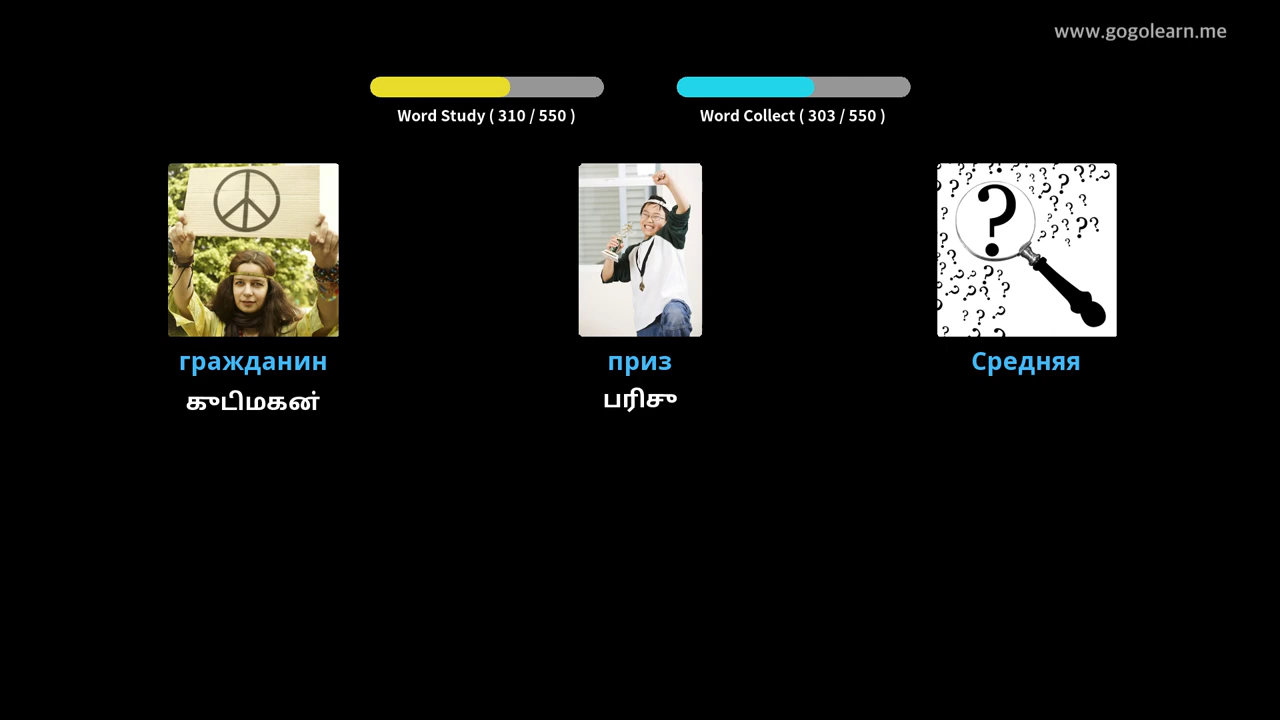 www.gogolearn.me
Word Study ( 310 / 550 )
Word Collect ( 303 / 550 )
гражданин
приз
Средняя
குடிமகன்
பரிசு